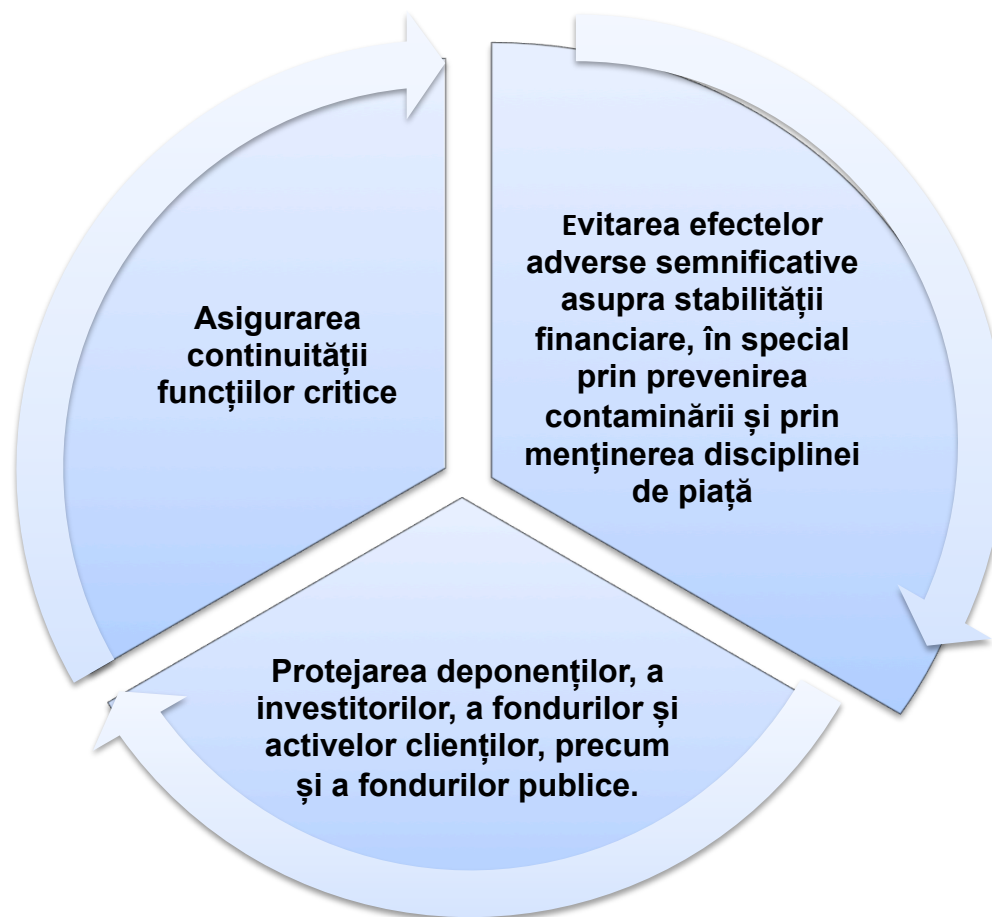 Asigurarea
continuității
funcțiilor critice
Evitarea efectelor
adverse semnificative
asupra stabilității
financiare, în special
prin prevenirea
contaminării și prin
menținerea disciplinei
de piață
Protejarea deponenților, a
investitorilor, a fondurilor și
activelor clienților, precum
și a fondurilor publice.